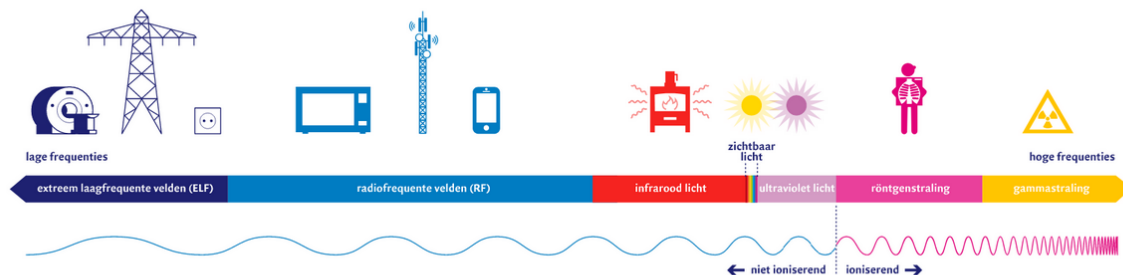 lage frequenties
zichtbaar
licht
hoge frequenties
extreem laagfrequente velden (ELF)
radiofrequente velden (RF)
infrarood licht
ultraviolet licht
röntgenstraling
gammastraling
niet ioniserend
ioniserend